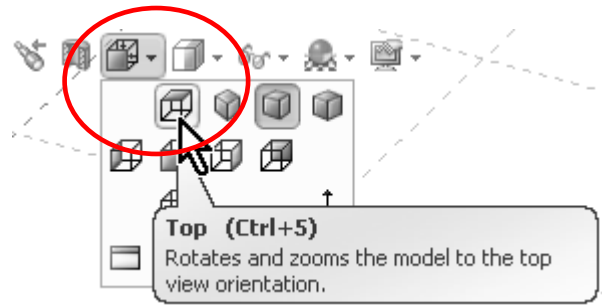 Top (Ctrl+5)
Rotates and zooms the model to the top
view orientation.